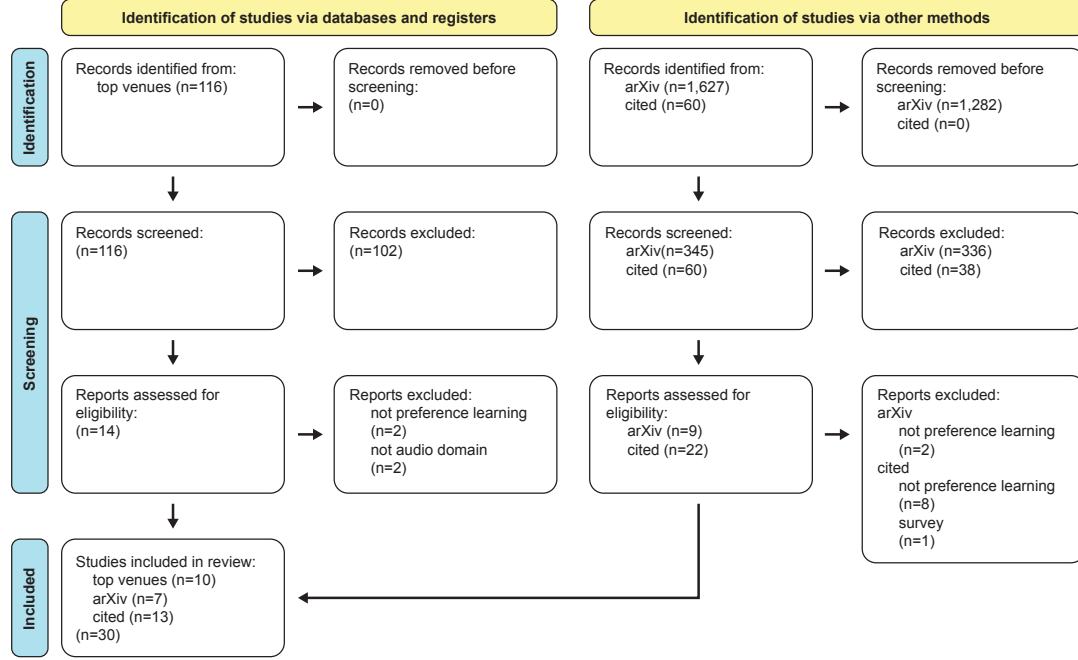 Identification of studies via databases and registers
Identification of studies via other methods
Identification
Records identified from:
top venues (n=116)
Records removed before
screening:
(n=0)
Records identified from:
arXiv (n=1,627)
cited (n=60)
Records removed before
screening:
arXiv (n=1,282)
cited (n=0)
Screening
Records screened:
(n=116)
Records excluded:
(n=102)
Records screened:
arXiv(n=345)
cited (n=60)
Records excluded:
arXiv (n=336)
cited (n=38)
Reports assessed for
eligibility:
(n=14)
Reports excluded:
not preference learning
(n=2)
not audio domain
(n=2)
Reports assessed for
eligibility:
arXiv (n=9)
cited (n=22)
Reports excluded:
arXiv
not preference learning
(n=2)
cited
not preference learning
(n=8)
survey
(n=1)
Included
Studies included in review:
top venues (n=10)
arXiv (n=7)
cited (n=13)
(n=30)